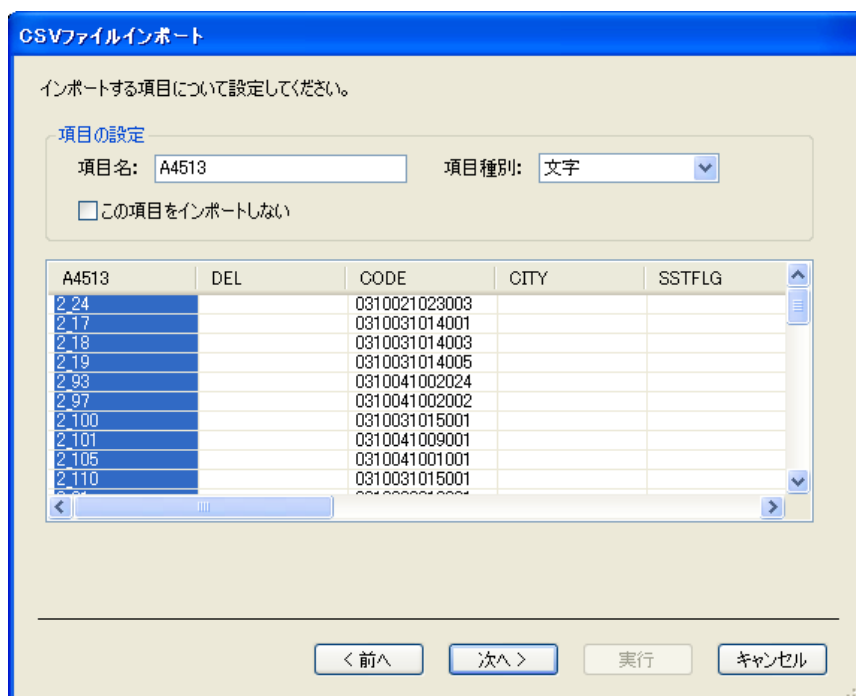 CSVファイルインポート
インポートする項目について設定してください。
項目の設定
項目名: A4513 項目種別: 文字
この項目をインポートしない
A4513 DEL CODE CITY SSTFLG
2_24 0310021023003
2_17 0310031014001
2_18 0310031014003
2_19 0310031014005
2_93 0310041002024
2_97 0310041002002
2_100 0310031015001
2_101 0310041009001
2_105 0310041001001
2_110 0310031015001
< 前へ 次へ > 実行 キャンセル